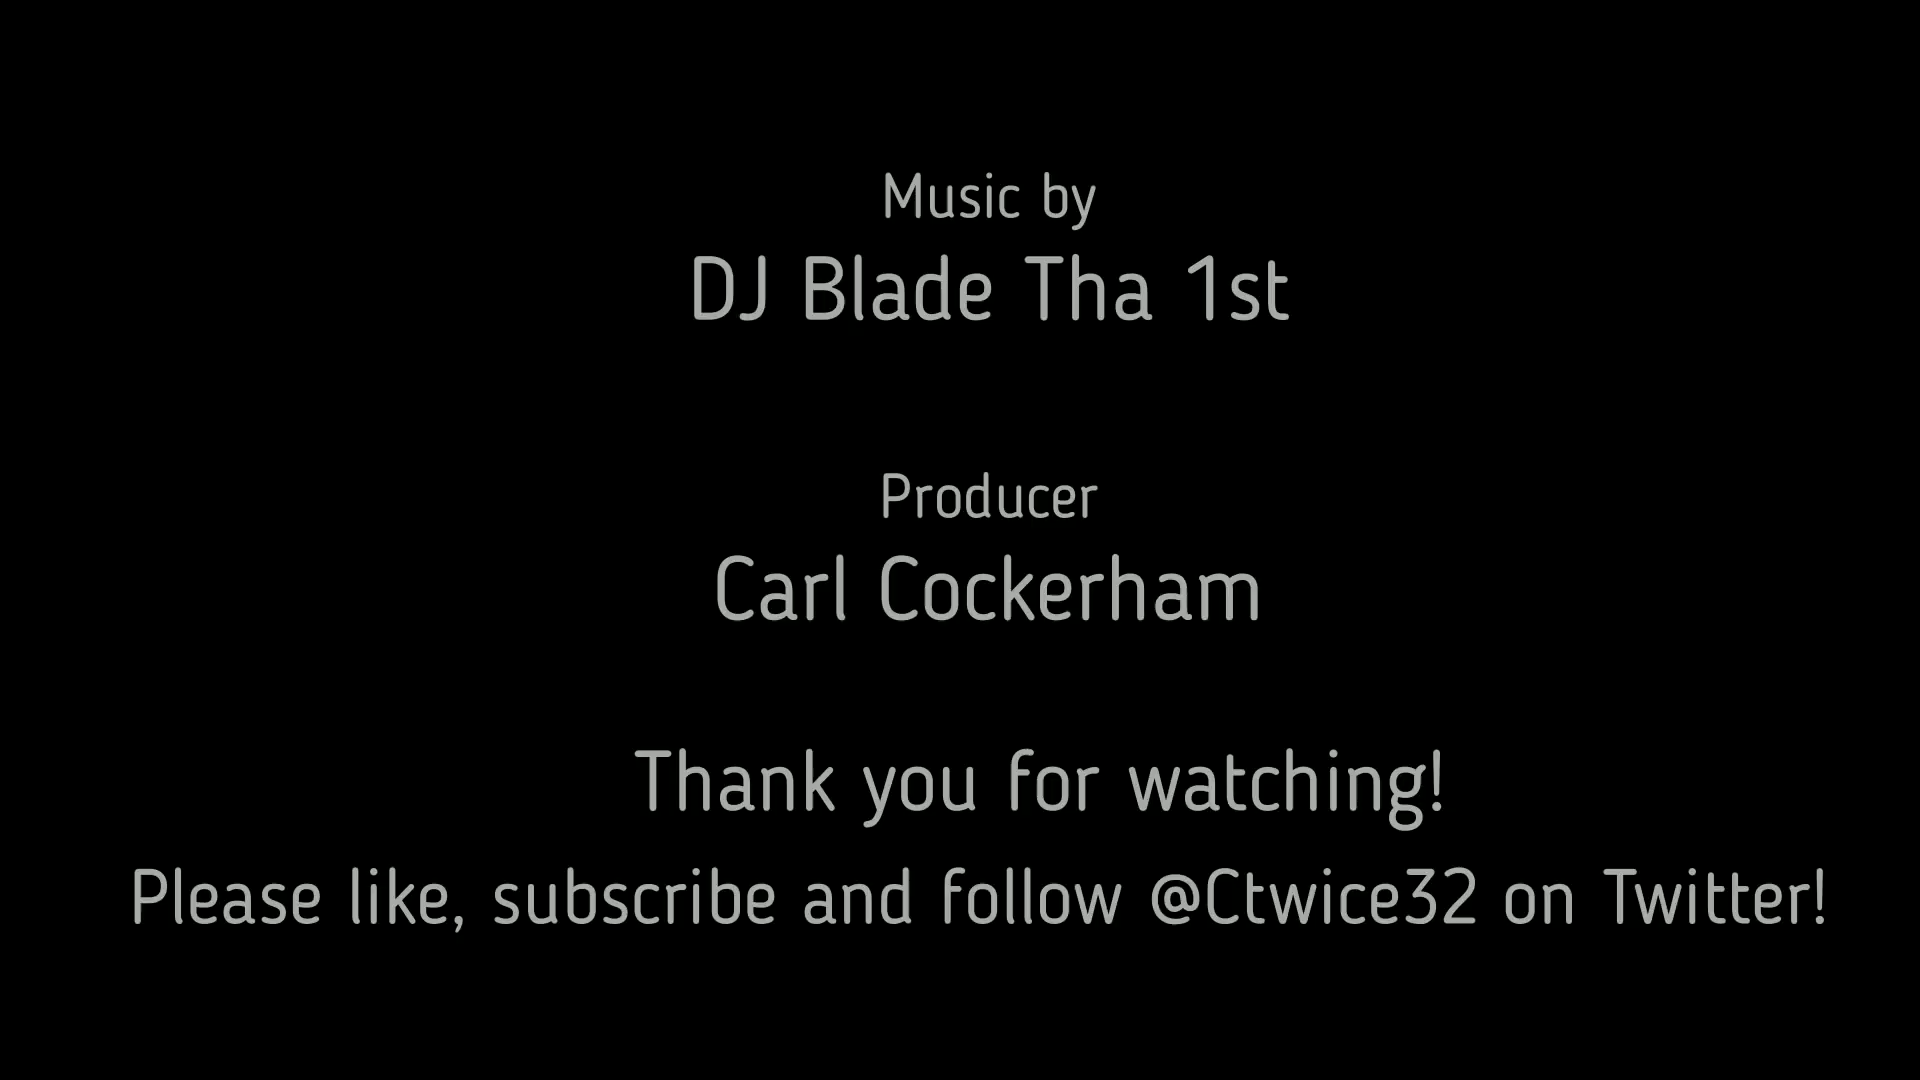 Music by
DJ Blade Tha 1st
Producer
Carl Cockerham
Thank you for watching!
Please like, subscribe and follow @Ctwice32 on Twitter!